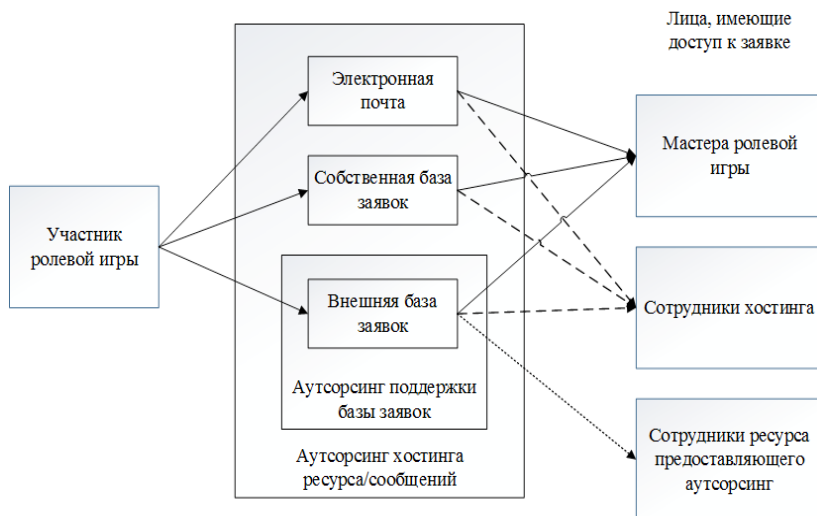 Лица, имеющие
доступ к заявке
Электронная
почта
Мастера ролевой
игры
Собственная база
заявок
Участник
ролевой игры
Внешняя база
заявок
Сотрудники хостинга
Аутсорсинг поддержки
базы заявок
Аутсорсинг хостинга
ресурса/сообщений
Сотрудники ресурса
предоставляющего
аутсорсинг